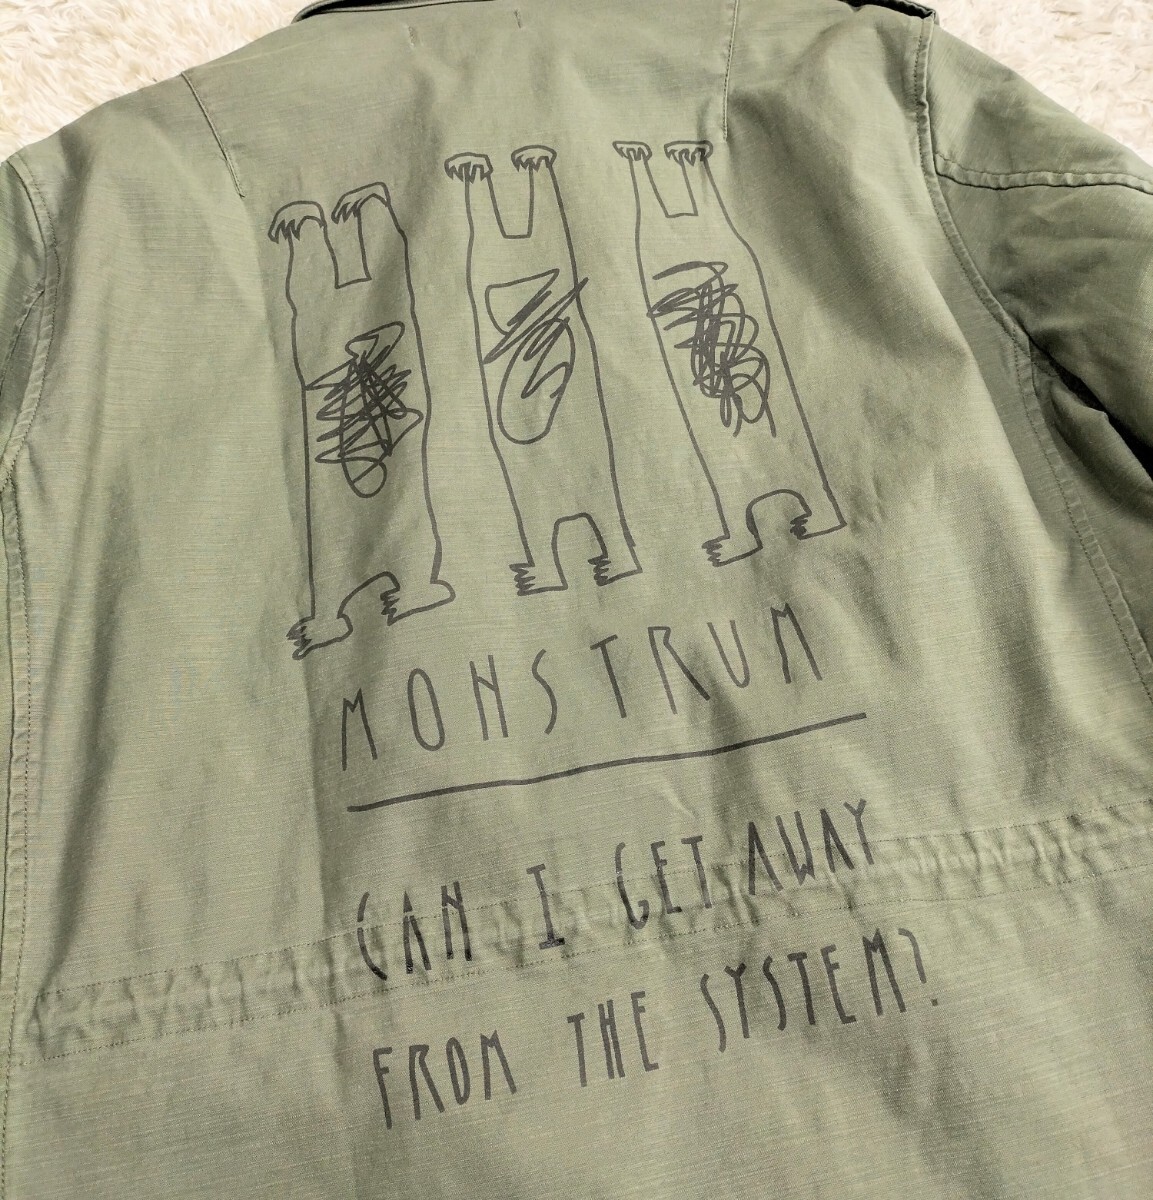 MONSTRUM
CAN I GET AWAY
FROM THE SYSTEM?